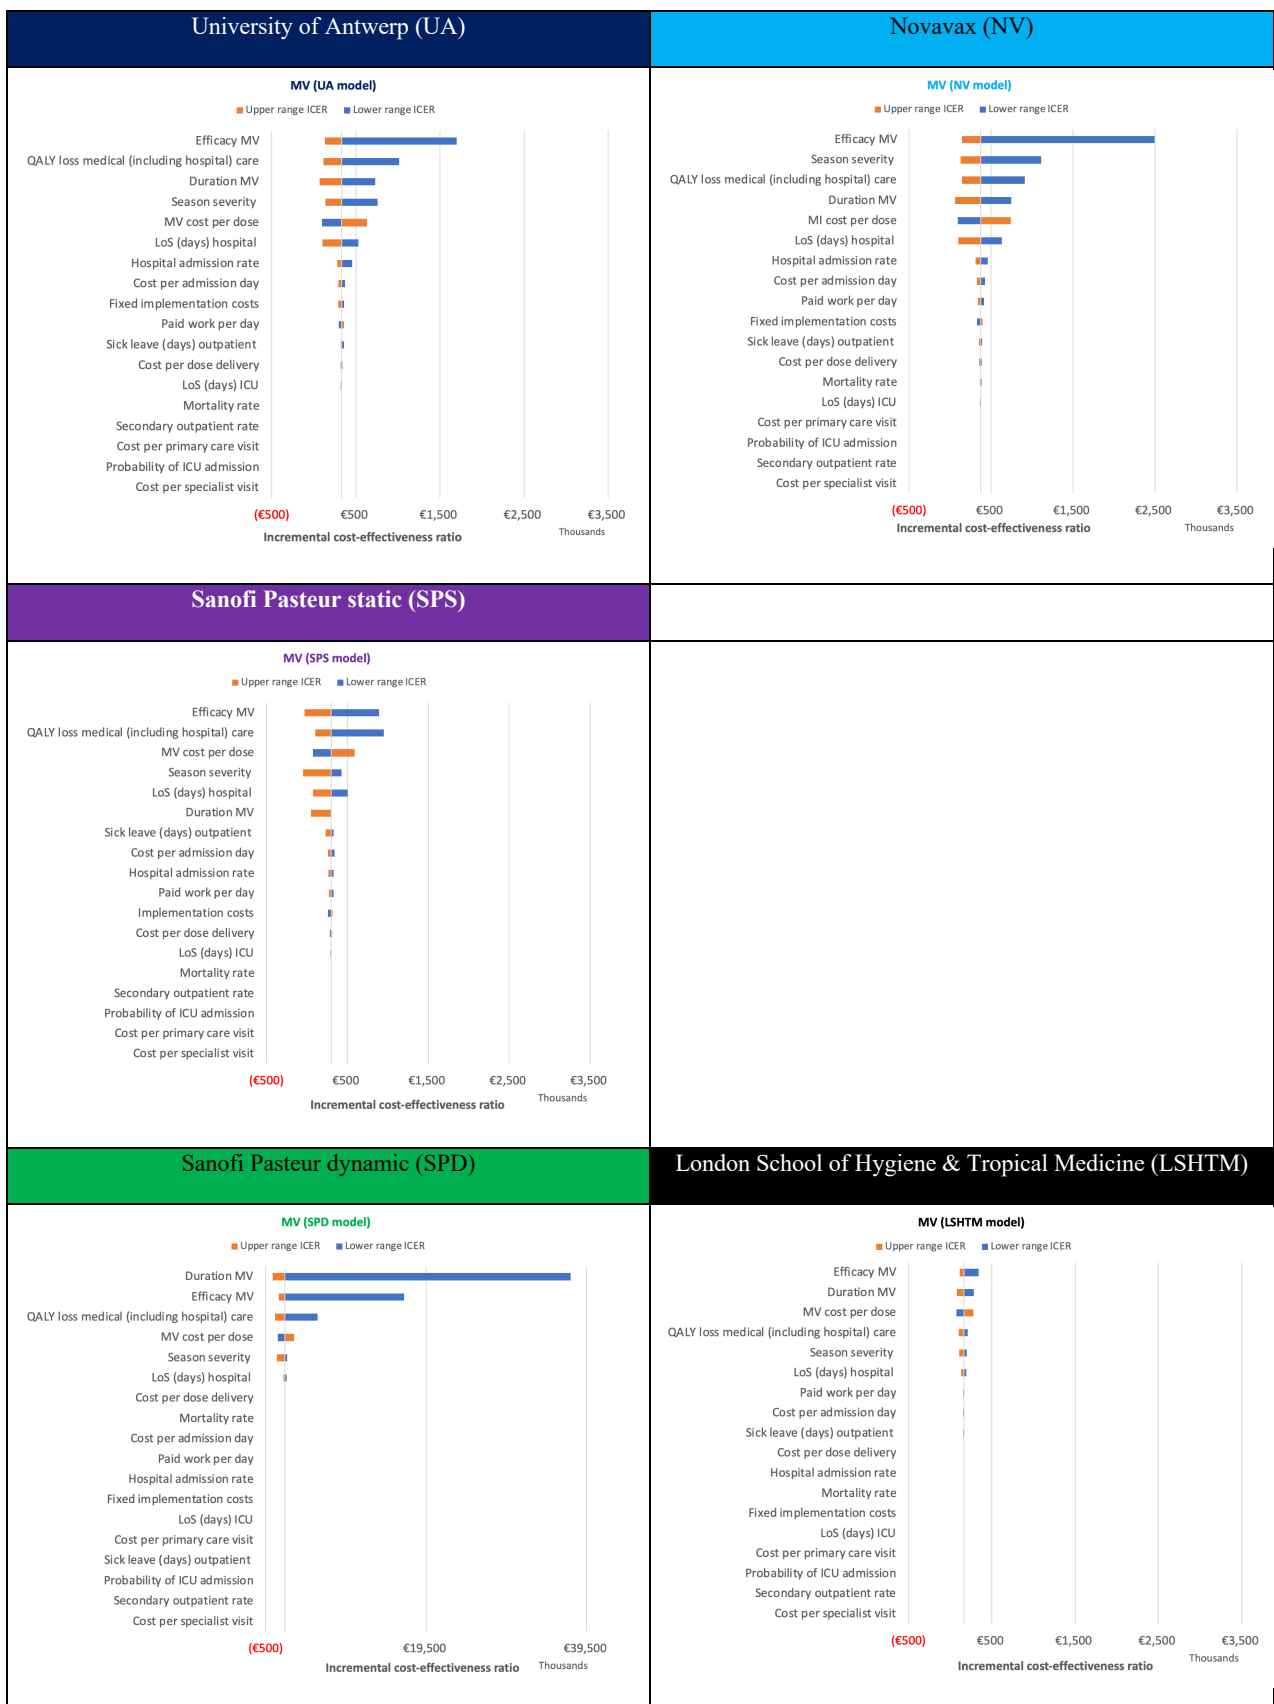 University of Antwerp (UA)
Novavax (NV)
MV (UA model)
Upper range ICER Lower range ICER
Efficacy MV
QALY loss medical (including hospital) care
Duration MV
Season severity
MV cost per dose
LoS (days) hospital
Hospital admission rate
Cost per admission day
Fixed implementation costs
Paid work per day
Sick leave (days) outpatient
Cost per dose delivery
LoS (days) ICU
Mortality rate
Secondary outpatient rate
Cost per primary care visit
Probability of ICU admission
Cost per specialist visit
(€500) €500 €1,500 €2,500 €3,500
Thousands
Incremental cost-effectiveness ratio
MV (NV model)
Upper range ICER Lower range ICER
Efficacy MV
Season severity
QALY loss medical (including hospital) care
Duration MV
MI cost per dose
LoS (days) hospital
Hospital admission rate
Cost per admission day
Paid work per day
Fixed implementation costs
Sick leave (days) outpatient
Cost per dose delivery
Mortality rate
LoS (days) ICU
Cost per primary care visit
Probability of ICU admission
Secondary outpatient rate
Cost per specialist visit
(€500) €500 €1,500 €2,500 €3,500
Incremental cost-effectiveness ratio Thousands
Sanofi Pasteur static (SPS)
MV (SPS model)
Upper range ICER Lower range ICER
Efficacy MV
QALY loss medical (including hospital) care
MV cost per dose
Season severity
LoS (days) hospital
Duration MV
Sick leave (days) outpatient
Cost per admission day
Hospital admission rate
Paid work per day
Implementation costs
Cost per dose delivery
LoS (days) ICU
Mortality rate
Secondary outpatient rate
Probability of ICU admission
Cost per primary care visit
Cost per specialist visit
(€500) €500 €1,500 €2,500 €3,500
Thousands
Incremental cost-effectiveness ratio
Sanofi Pasteur dynamic (SPD)
London School of Hygiene & Tropical Medicine (LSHTM)
MV (SPD model)
Upper range ICER Lower range ICER
Duration MV
Efficacy MV
QALY loss medical (including hospital) care
MV cost per dose
Season severity
LoS (days) hospital
Cost per dose delivery
Mortality rate
Cost per admission day
Paid work per day
Hospital admission rate
Fixed implementation costs
LoS (days) ICU
Cost per primary care visit
Sick leave (days) outpatient
Probability of ICU admission
Secondary outpatient rate
Cost per specialist visit
(€500) €19,500 €39,500
Incremental cost-effectiveness ratio Thousands
MV (LSHTM model)
Upper range ICER Lower range ICER
Efficacy MV
Duration MV
MV cost per dose
QALY loss medical (including hospital) care
Season severity
LoS (days) hospital
Paid work per day
Cost per admission day
Sick leave (days) outpatient
Cost per dose delivery
Hospital admission rate
Mortality rate
Fixed implementation costs
LoS (days) ICU
Cost per primary care visit
Probability of ICU admission
Secondary outpatient rate
Cost per specialist visit
(€500) €500 €1,500 €2,500 €3,500
Thousands
Incremental cost-effectiveness ratio